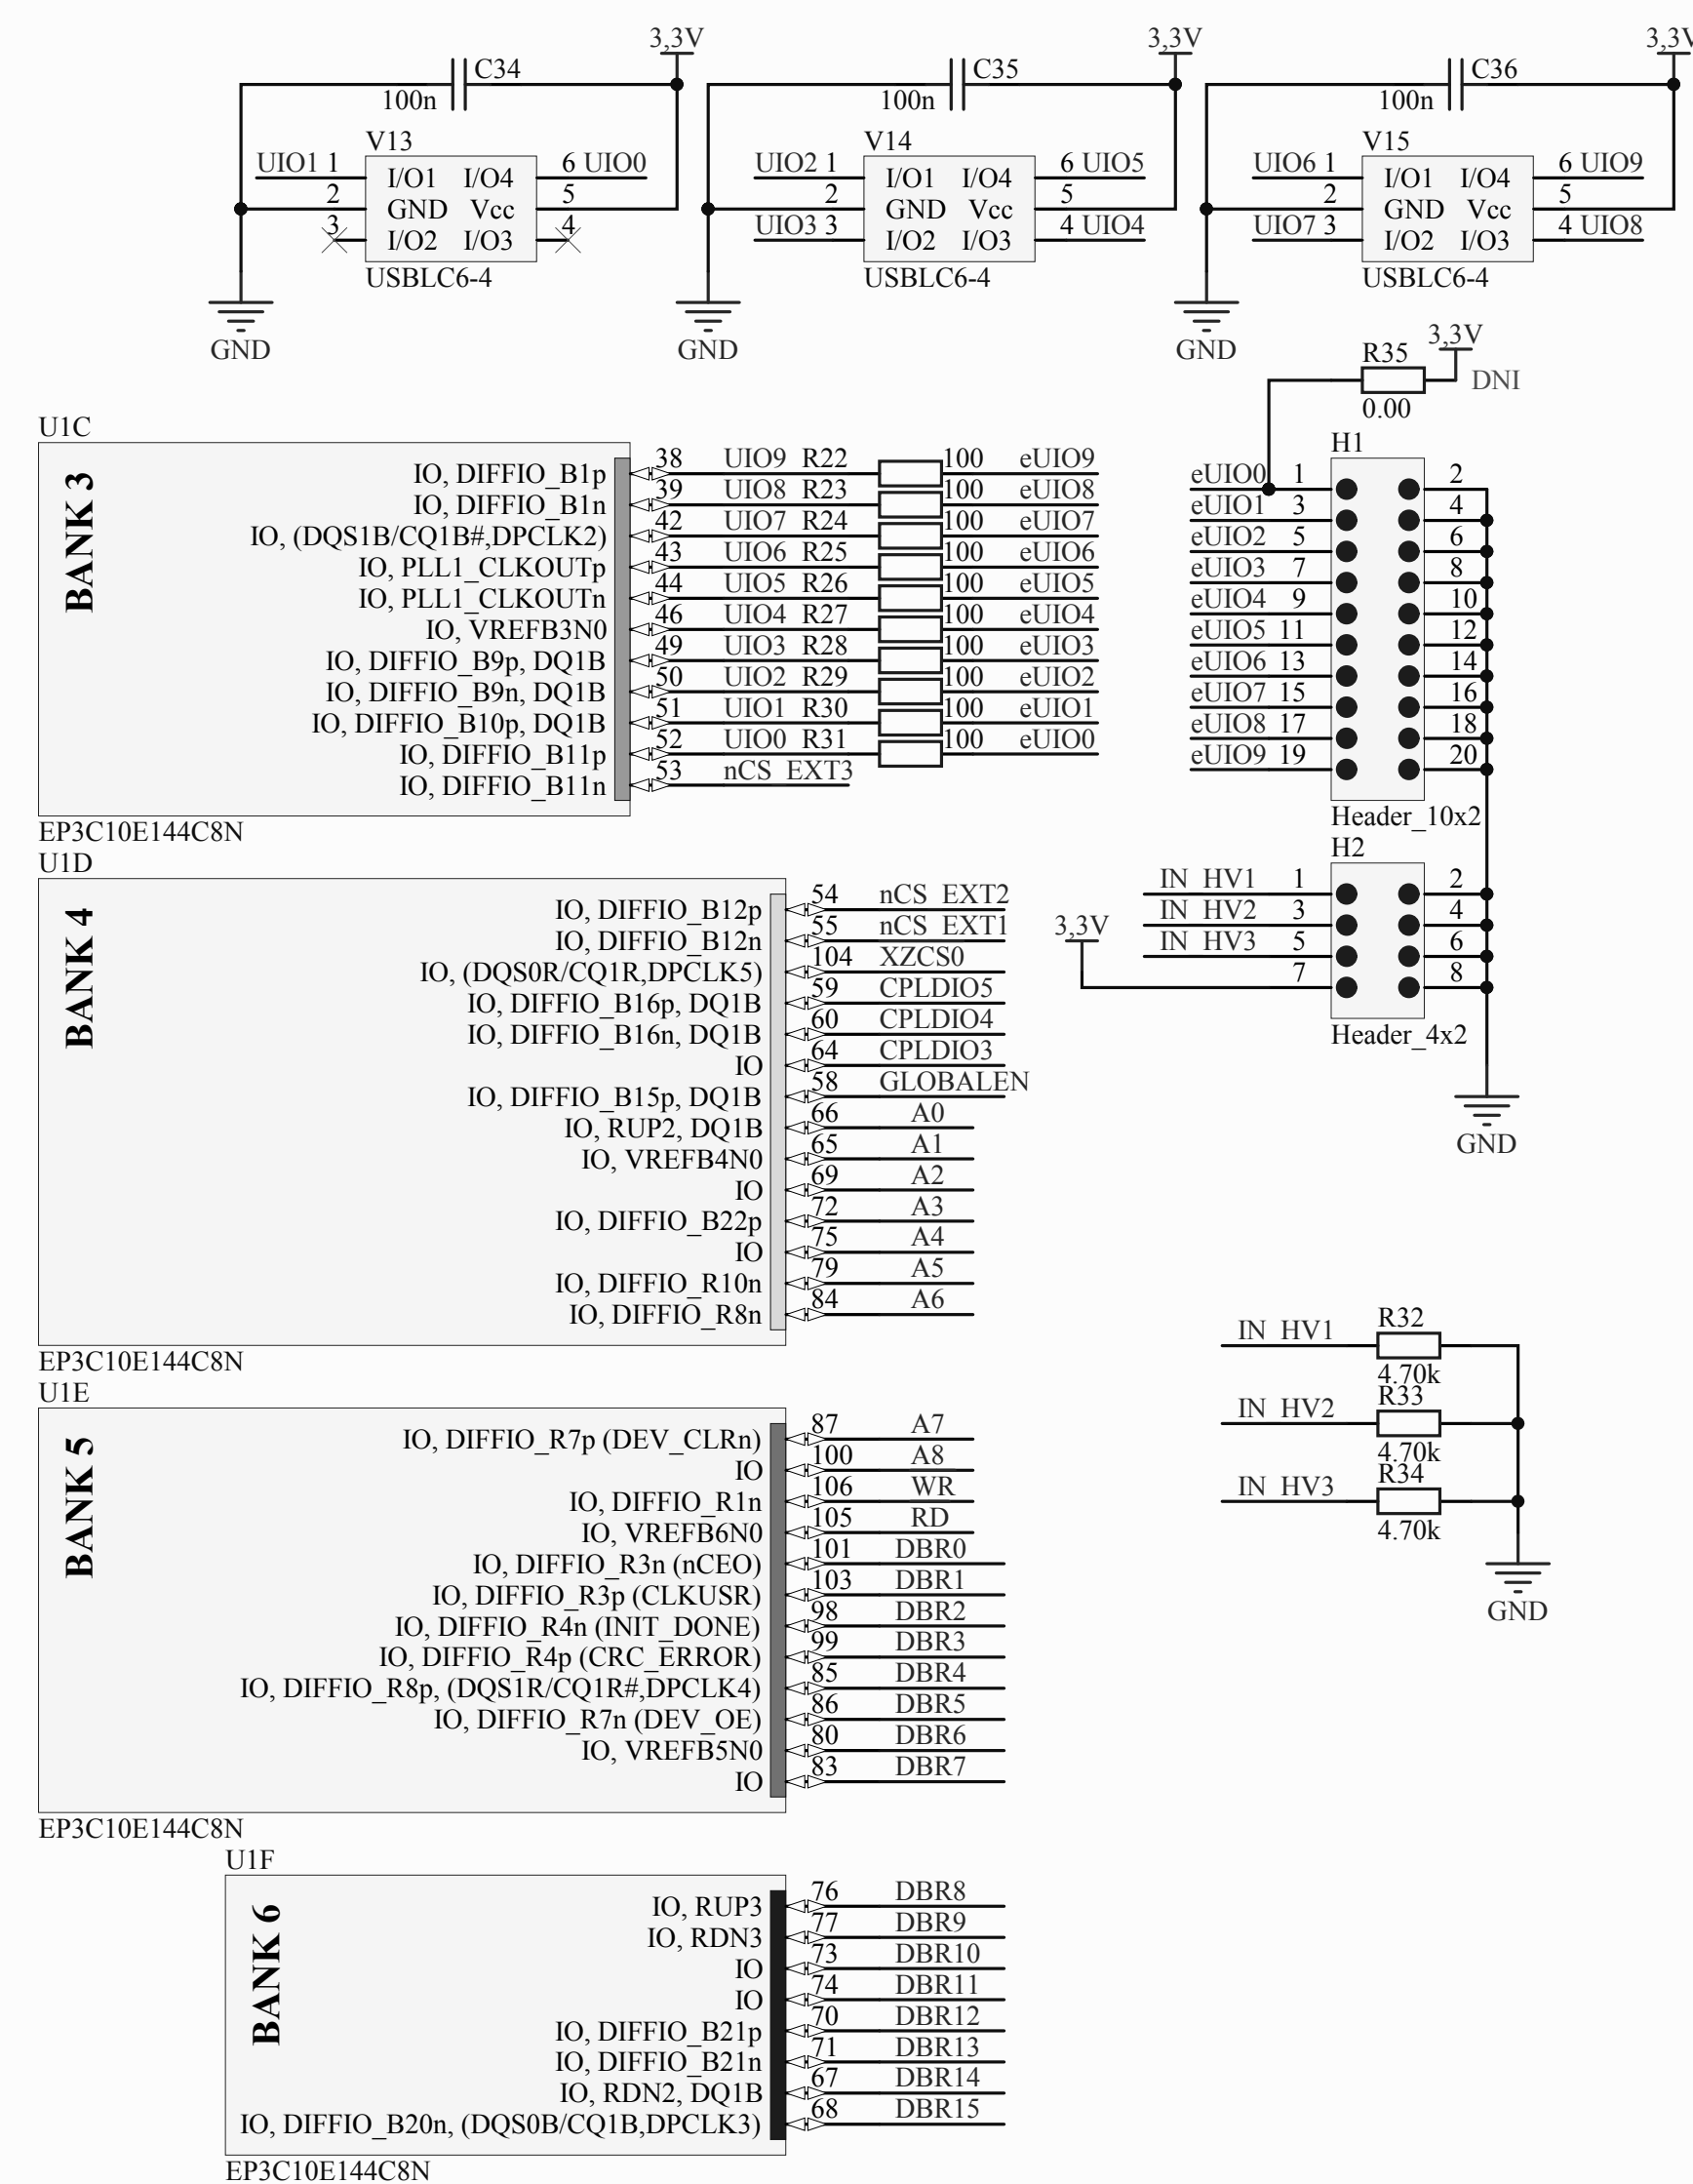 3,3V 3,3V 3,3V
C34 C35 C36
100n 100n 100n
V13 V14 V15
UIO1 1 I/O1 I/O4 6 UIO0
2 GND Vcc 5
3 I/O2 I/O3 4
USBLC6-4
GND
UIO2 1 I/O1 I/O4 6 UIO5
2 GND Vcc 5
UIO3 3 I/O2 I/O3 4 UIO4
USBLC6-4
GND
UIO6 1 I/O1 I/O4 6 UIO9
2 GND Vcc 5
UIO7 3 I/O2 I/O3 4 UIO8
USBLC6-4
GND
3,3V
R35
DNI
0.00
U1C
BANK 3
IO, DIFFIO_B1p 38 UIO9 R22 100 eUIO9
IO, DIFFIO_B1n 39 UIO8 R23 100 eUIO8
IO, (DQS1B/CQ1B#,DPCLK2) 42 UIO7 R24 100 eUIO7
IO, PLL1_CLKOUTp 43 UIO6 R25 100 eUIO6
IO, PLL1_CLKOUTn 44 UIO5 R26 100 eUIO5
IO, VREFB3N0 46 UIO4 R27 100 eUIO4
IO, DIFFIO_B9p, DQ1B 49 UIO3 R28 100 eUIO3
IO, DIFFIO_B9n, DQ1B 50 UIO2 R29 100 eUIO2
IO, DIFFIO_B10p, DQ1B 51 UIO1 R30 100 eUIO1
IO, DIFFIO_B11p 52 UIO0 R31 100 eUIO0
IO, DIFFIO_B11n 53 nCS_EXT3
EP3C10E144C8N
H1
eUIO0 1 2
eUIO1 3 4
eUIO2 5 6
eUIO3 7 8
eUIO4 9 10
eUIO5 11 12
eUIO6 13 14
eUIO7 15 16
eUIO8 17 18
eUIO9 19 20
Header_10x2
H2
IN_HV1 1 2
IN_HV2 3 4
IN_HV3 5 6
3,3V 7 8
Header_4x2
GND
U1D
BANK 4
IO, DIFFIO_B12p 54 nCS_EXT2
IO, DIFFIO_B12n 55 nCS_EXT1
IO, (DQS0R/CQ1R,DPCLK5) 104 XZCS0
IO, DIFFIO_B16p, DQ1B 59 CPLDIO5
IO, DIFFIO_B16n, DQ1B 60 CPLDIO4
IO 64 CPLDIO3
IO, DIFFIO_B15p, DQ1B 58 GLOBALEN
IO, RUP2, DQ1B 66 A0
IO, VREFB4N0 65 A1
IO 69 A2
IO, DIFFIO_B22p 72 A3
IO 75 A4
IO, DIFFIO_R10n 79 A5
IO, DIFFIO_R8n 84 A6
EP3C10E144C8N
IN_HV1 R32
4.70k
IN_HV2 R33
4.70k
IN_HV3 R34
4.70k
GND
U1E
BANK 5
IO, DIFFIO_R7p (DEV_CLRn) 87 A7
IO 100 A8
IO, DIFFIO_R1n 106 WR
IO, VREFB6N0 105 RD
IO, DIFFIO_R3n (nCEO) 101 DBR0
IO, DIFFIO_R3p (CLKUSR) 103 DBR1
IO, DIFFIO_R4n (INIT_DONE) 98 DBR2
IO, DIFFIO_R4p (CRC_ERROR) 99 DBR3
IO, DIFFIO_R8p, (DQS1R/CQ1R#,DPCLK4) 85 DBR4
IO, DIFFIO_R7n (DEV_OE) 86 DBR5
IO, VREFB5N0 80 DBR6
IO 83 DBR7
EP3C10E144C8N
U1F
BANK 6
IO, RUP3 76 DBR8
IO, RDN3 77 DBR9
IO 73 DBR10
IO 74 DBR11
IO, DIFFIO_B21p 70 DBR12
IO, DIFFIO_B21n 71 DBR13
IO, RDN2, DQ1B 67 DBR14
IO, DIFFIO_B20n, (DQS0B/CQ1B,DPCLK3) 68 DBR15
EP3C10E144C8N